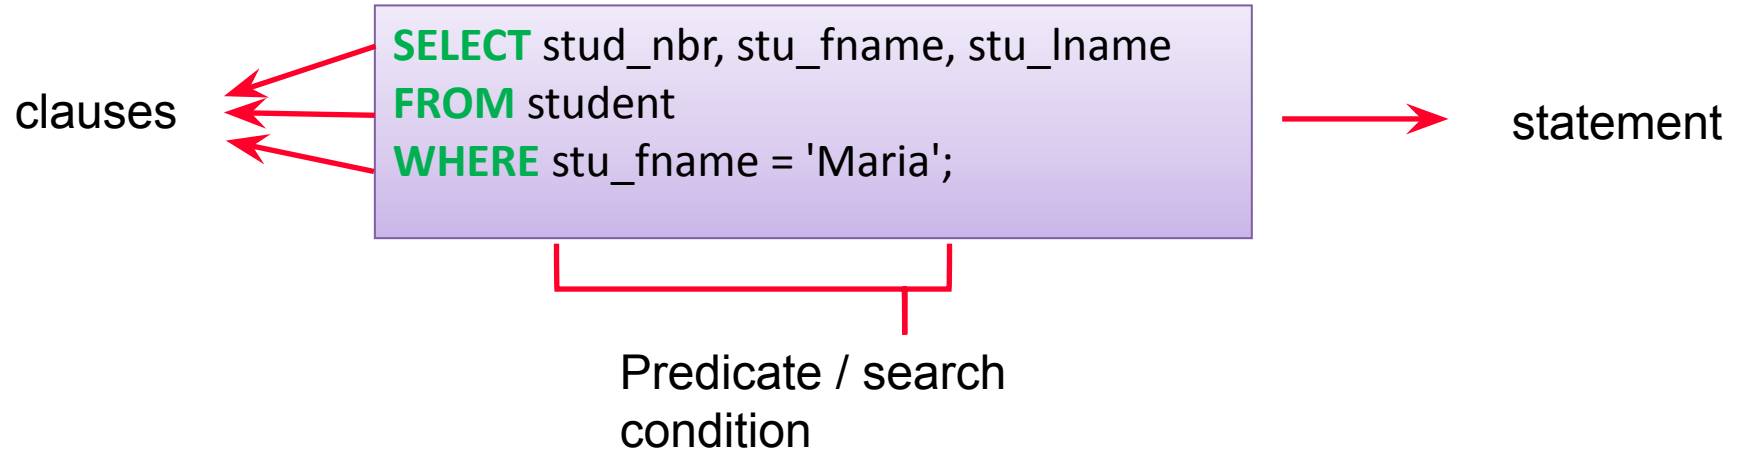 SELECT stud_nbr, stu_fname, stu_lname
FROM student
WHERE stu_fname = 'Maria';
clauses
statement
Predicate / search
condition